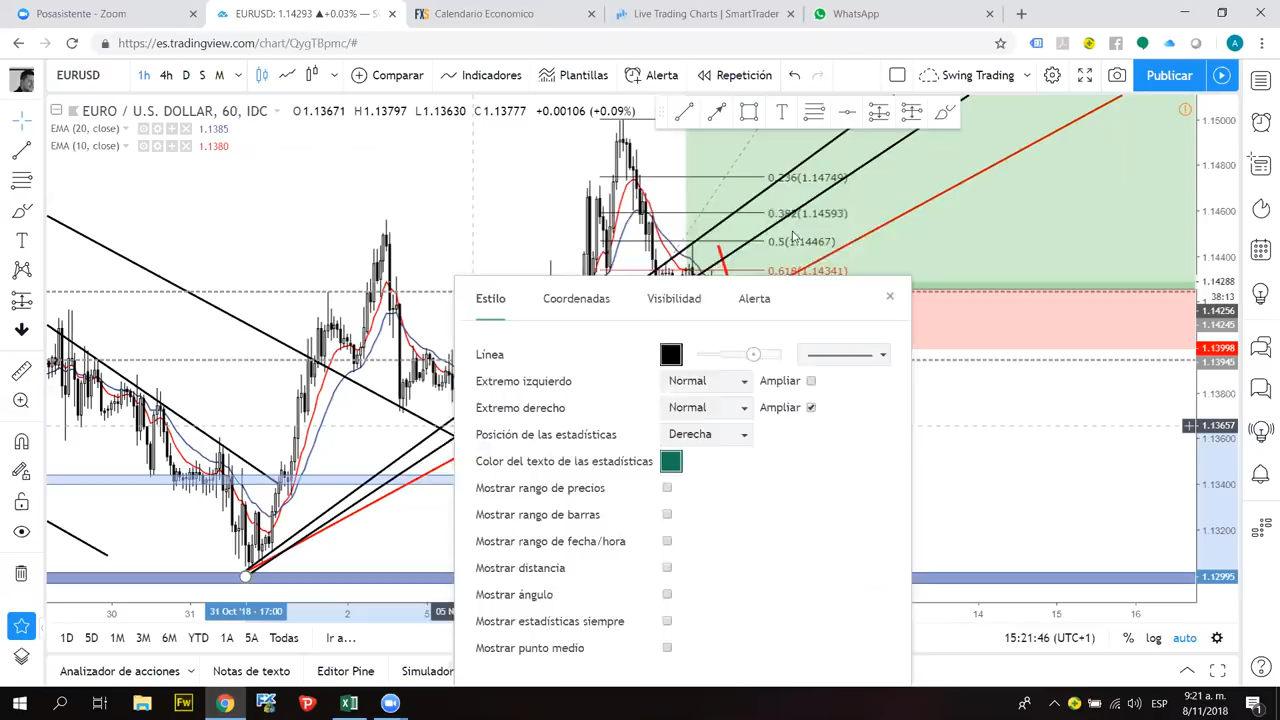 Posasistente - Zoom
EURUSD: 1.14293 ▲+0.03% — S
Calendario Economico
Live Trading Charts | SmartTrader
WhatsApp
https://es.tradingview.com/chart/QygTBpmc/#
EURUSD
1h 4h D S M
Comparar
Indicadores
Plantillas
Alerta
Repetición
Swing Trading
Publicar
EURO / U.S. DOLLAR, 60, IDC
O1.13671 H1.13797 L1.13630 C1.13777 +0.00106 (+0.09%)
EMA (20, close) 1.1385
EMA (10, close) 1.1380
0.236(1.14749)
0.382(1.14593)
0.5(1.14467)
0.618(1.14341)
1.15000
1.14800
1.14600
1.14400
1.14288
38:13
1.14256
1.14245
1.13998
1.13945
1.13800
1.13657
1.13600
1.13400
1.13200
1.12995
Estilo Coordenadas Visibilidad Alerta
Línea
Extremo izquierdo Normal Ampliar
Extremo derecho Normal Ampliar
Posición de las estadísticas Derecha
Color del texto de las estadísticas
Mostrar rango de precios
Mostrar rango de barras
Mostrar rango de fecha/hora
Mostrar distancia
Mostrar ángulo
Mostrar estadísticas siempre
Mostrar punto medio
30 31 31 Oct '18 - 17:00 2 05 N 14 15 16
1D 5D 1M 3M 6M YTD 1A 5A Todas Ir a...
15:21:46 (UTC+1) % log auto
Analizador de acciones Notas de texto Editor Pine Simulador
Fw
ESP
9:21 a. m.
8/11/2018